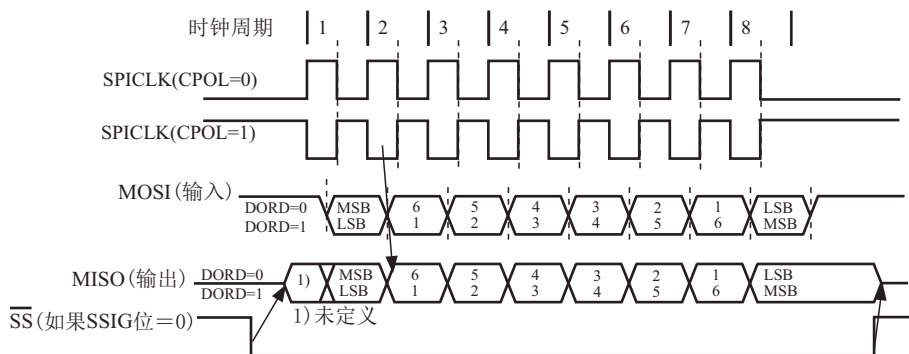 时钟周期 1 2 3 4 5 6 7 8
SPICLK(CPOL=0)
SPICLK(CPOL=1)
MOSI(输入) DORD=0 MSB 6 5 4 3 2 1 LSB
DORD=1 LSB 1 2 3 4 5 6 MSB
MISO(输出) DORD=0 1) MSB 6 5 4 3 2 1 LSB
DORD=1 LSB 1 2 3 4 5 6 MSB
1)未定义
SS(如果SSIG位=0)